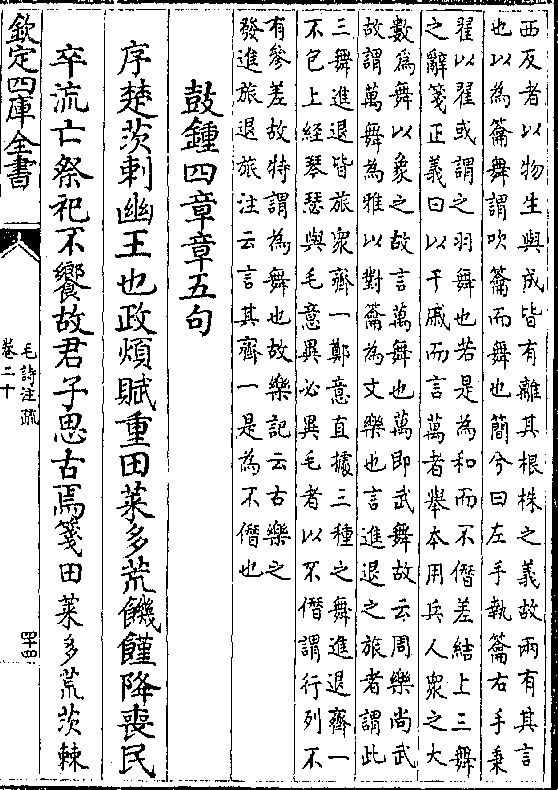 西反者以物生與成皆有離其根株之義故兩有其言
也以為籥舞謂吹籥而舞也簡兮曰左手執籥右手秉
翟以翟或謂之羽舞也若是為和而不僭差結上三舞
之辭箋正義曰以干戚而言萬者舉本用兵人衆之大
數為舞以象之故言萬舞也萬即武舞故云周樂尚武
故謂萬舞為雅以對籥為文樂也言進退之旅者謂此
三舞進退皆旅衆齊一鄭意直據三種之舞進退齊一
不包上經琴瑟與毛意異必異毛者以不僭謂行列不
有參差故特謂為舞也故樂記云古樂之
發進旅退旅注云言其齊一是為不僭也
鼓鍾四章章五句
序楚茨刺幽王也政煩賦重田萊多荒饑饉降喪民
卒流亡祭祀不饗故君子思古焉箋田萊多荒茨棘
欽定四庫全書
毛詩注疏
卷二十
四十四